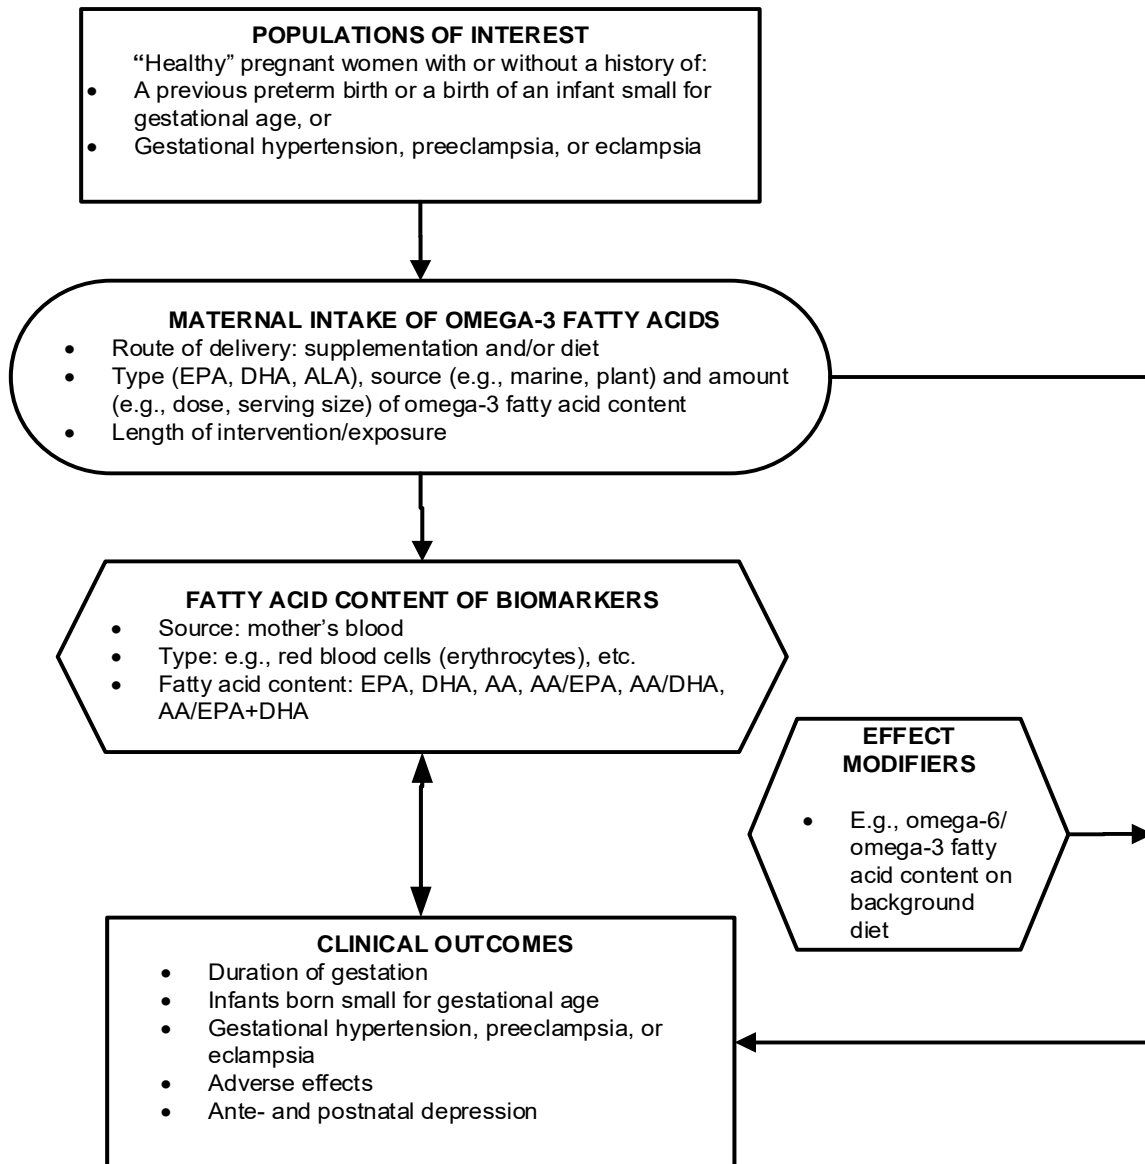 POPULATIONS OF INTEREST
“Healthy” pregnant women with or without a history of:
• A previous preterm birth or a birth of an infant small for
gestational age, or
• Gestational hypertension, preeclampsia, or eclampsia
MATERNAL INTAKE OF OMEGA-3 FATTY ACIDS
• Route of delivery: supplementation and/or diet
• Type (EPA, DHA, ALA), source (e.g., marine, plant) and amount
(e.g., dose, serving size) of omega-3 fatty acid content
• Length of intervention/exposure
FATTY ACID CONTENT OF BIOMARKERS
• Source: mother’s blood
• Type: e.g., red blood cells (erythrocytes), etc.
• Fatty acid content: EPA, DHA, AA, AA/EPA, AA/DHA,
AA/EPA+DHA
EFFECT
MODIFIERS
• E.g., omega-6/
omega-3 fatty
acid content on
background
diet
CLINICAL OUTCOMES
• Duration of gestation
• Infants born small for gestational age
• Gestational hypertension, preeclampsia, or
eclampsia
• Adverse effects
• Ante- and postnatal depression